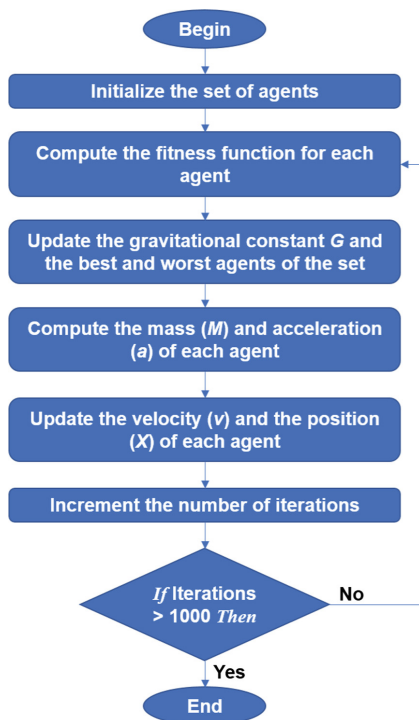 Begin
Initialize the set of agents
Compute the fitness function for each
agent
Update the gravitational constant G and
the best and worst agents of the set
Compute the mass (M) and acceleration
(a) of each agent
Update the velocity (v) and the position
(X) of each agent
Increment the number of iterations
If Iterations
> 1000 Then
No
Yes
End